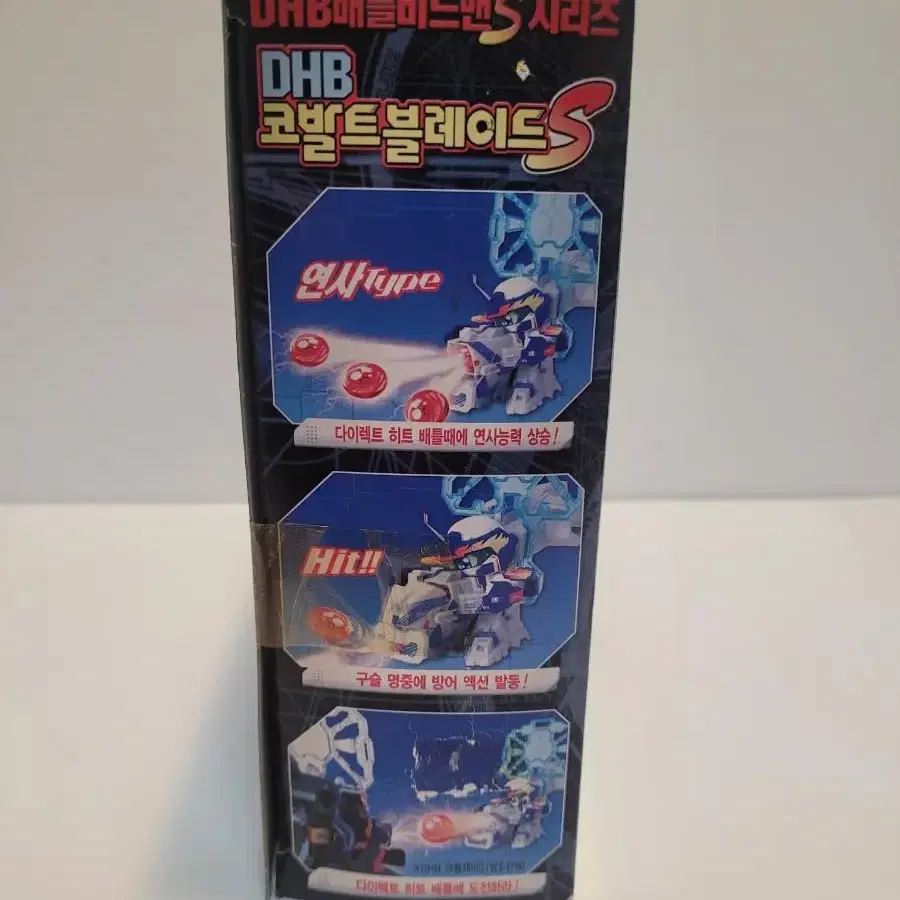 DHB배틀비드맨S 시리즈
DHB
코발트블레이드S
연사Type
다이렉트 히트 배틀때에 연사능력 상승!
Hit!!
구슬 명중에 방어 액션 발동!
다이렉트 히트 배틀에 도전하라!